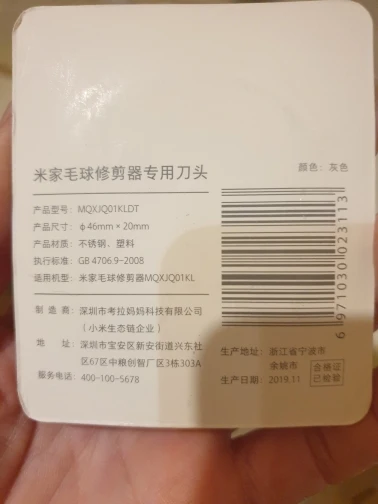 米家毛球修剪器专用刀头
颜色：灰色
产品型号：MQXJQ01KLDT
产品尺寸：φ46mm × 20mm
产品材质：不锈钢、塑料
执行标准：GB 4706.9-2008
适用机型：米家毛球修剪器MQXJQ01KL
6 971030 023113
制 造 商：深圳市考拉妈妈科技有限公司
（小米生态链企业）
地 址：深圳市宝安区新安街道兴东社
区67区中粮创智厂区3栋303A
服务电话：400-100-5678
生产地址：浙江省宁波市
余姚市
生产日期：2019.11
合格证
已检验